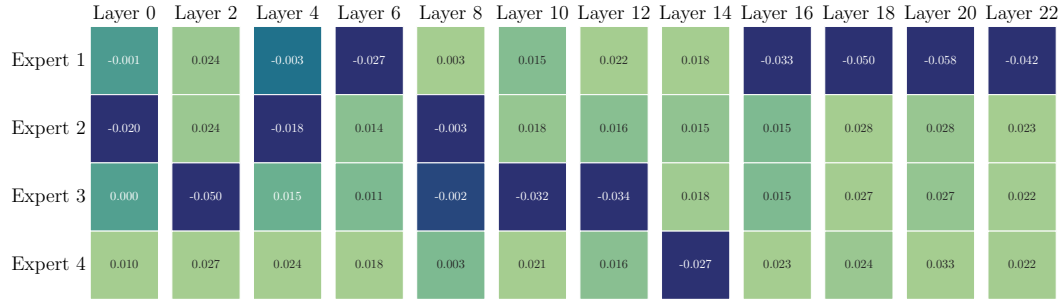 Layer 0 Layer 2 Layer 4 Layer 6 Layer 8 Layer 10 Layer 12 Layer 14 Layer 16 Layer 18 Layer 20 Layer 22
Expert 1 -0.001 0.024 -0.003 -0.027 0.003 0.015 0.022 0.018 -0.033 -0.050 -0.058 -0.042
Expert 2 -0.020 0.024 -0.018 0.014 -0.003 0.018 0.016 0.015 0.015 0.028 0.028 0.023
Expert 3 0.000 -0.050 0.015 0.011 -0.002 -0.032 -0.034 0.018 0.015 0.027 0.027 0.022
Expert 4 0.010 0.027 0.024 0.018 0.003 0.021 0.016 -0.027 0.023 0.024 0.033 0.022